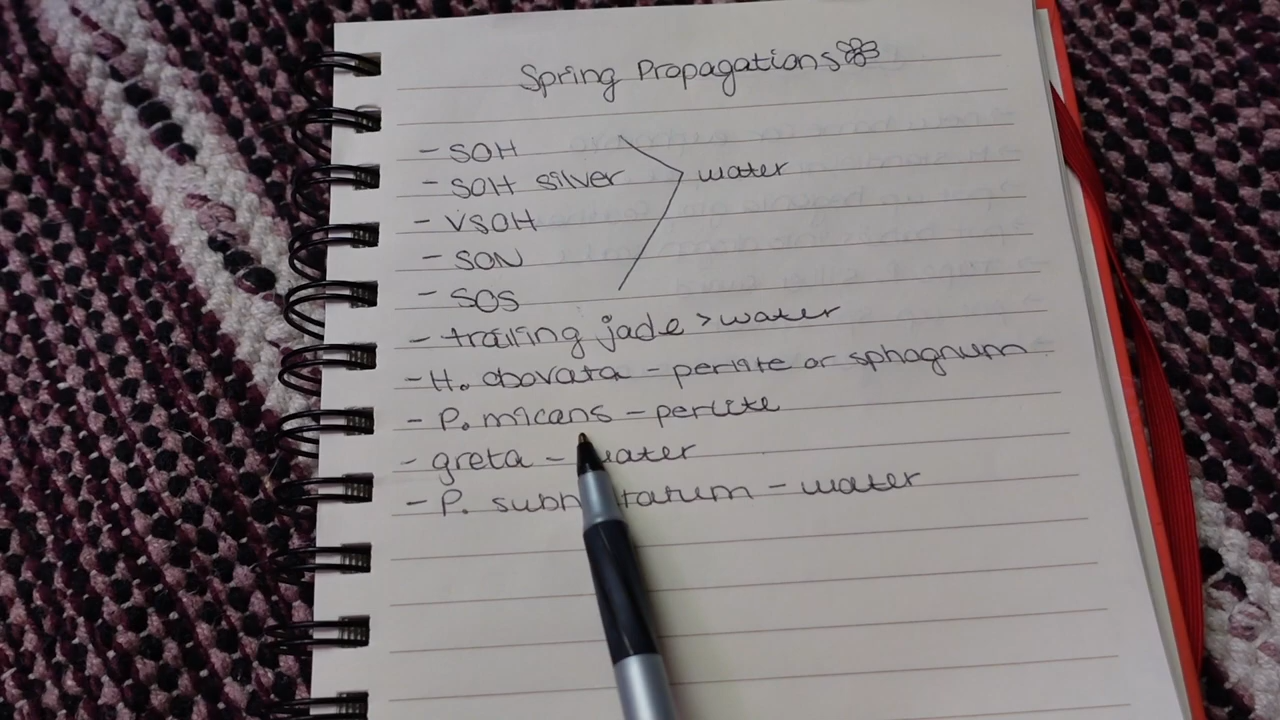 Spring Propagations
- SOH
- SOH silver
- VSOH
water
- SON
- SOS
- trailing jade > water
- H. obovata - perlite or sphagnum
- P. micans - perlite
- greta - water
- P. - water